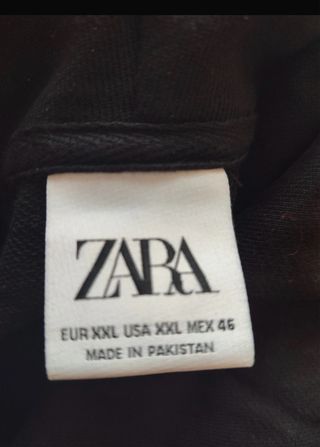 ZARA
EUR XXL USA XXL MEX 46
MADE IN PAKISTAN